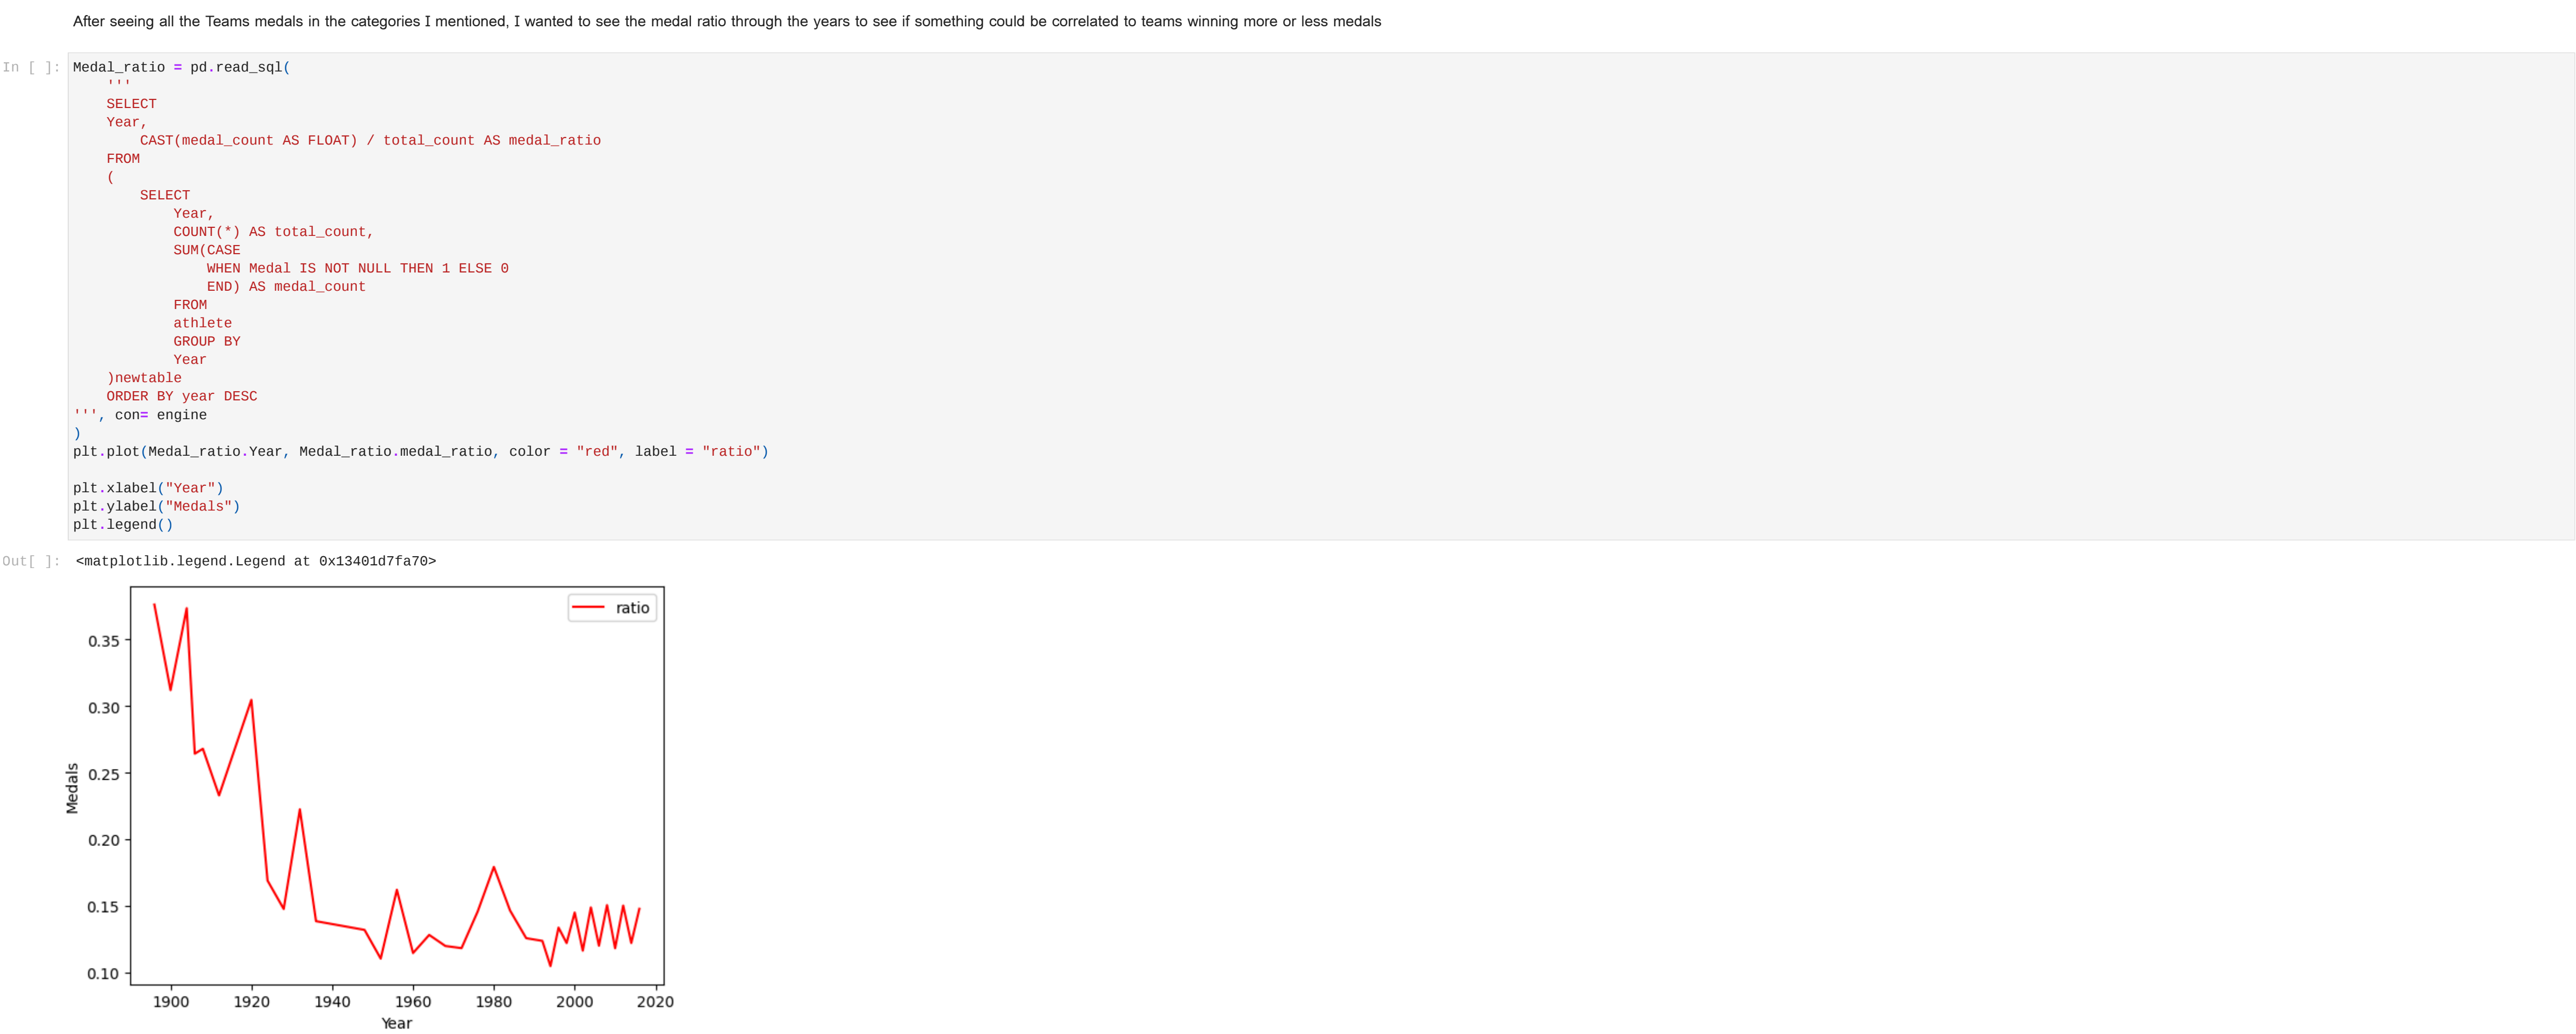 After seeing all the Teams medals in the categories I mentioned, I wanted to see the medal ratio through the years to see if something could be correlated to teams winning more or less medals
In [ ]:
Medal_ratio = pd.read_sql(
    '''
    SELECT
    Year,
        CAST(medal_count AS FLOAT) / total_count AS medal_ratio
    FROM
    (
        SELECT
            Year,
            COUNT(*) AS total_count,
            SUM(CASE
                WHEN Medal IS NOT NULL THEN 1 ELSE 0
                END) AS medal_count
            FROM
            athlete
            GROUP BY
            Year
    )newtable
    ORDER BY year DESC
''', con= engine
)
plt.plot(Medal_ratio.Year, Medal_ratio.medal_ratio, color = "red", label = "ratio")
plt.xlabel("Year")
plt.ylabel("Medals")
plt.legend()
Out[ ]: <matplotlib.legend.Legend at 0x13401d7fa70>
ratio
0.35
0.30
0.25
0.20
0.15
0.10
Medals
1900 1920 1940 1960 1980 2000 2020
Year